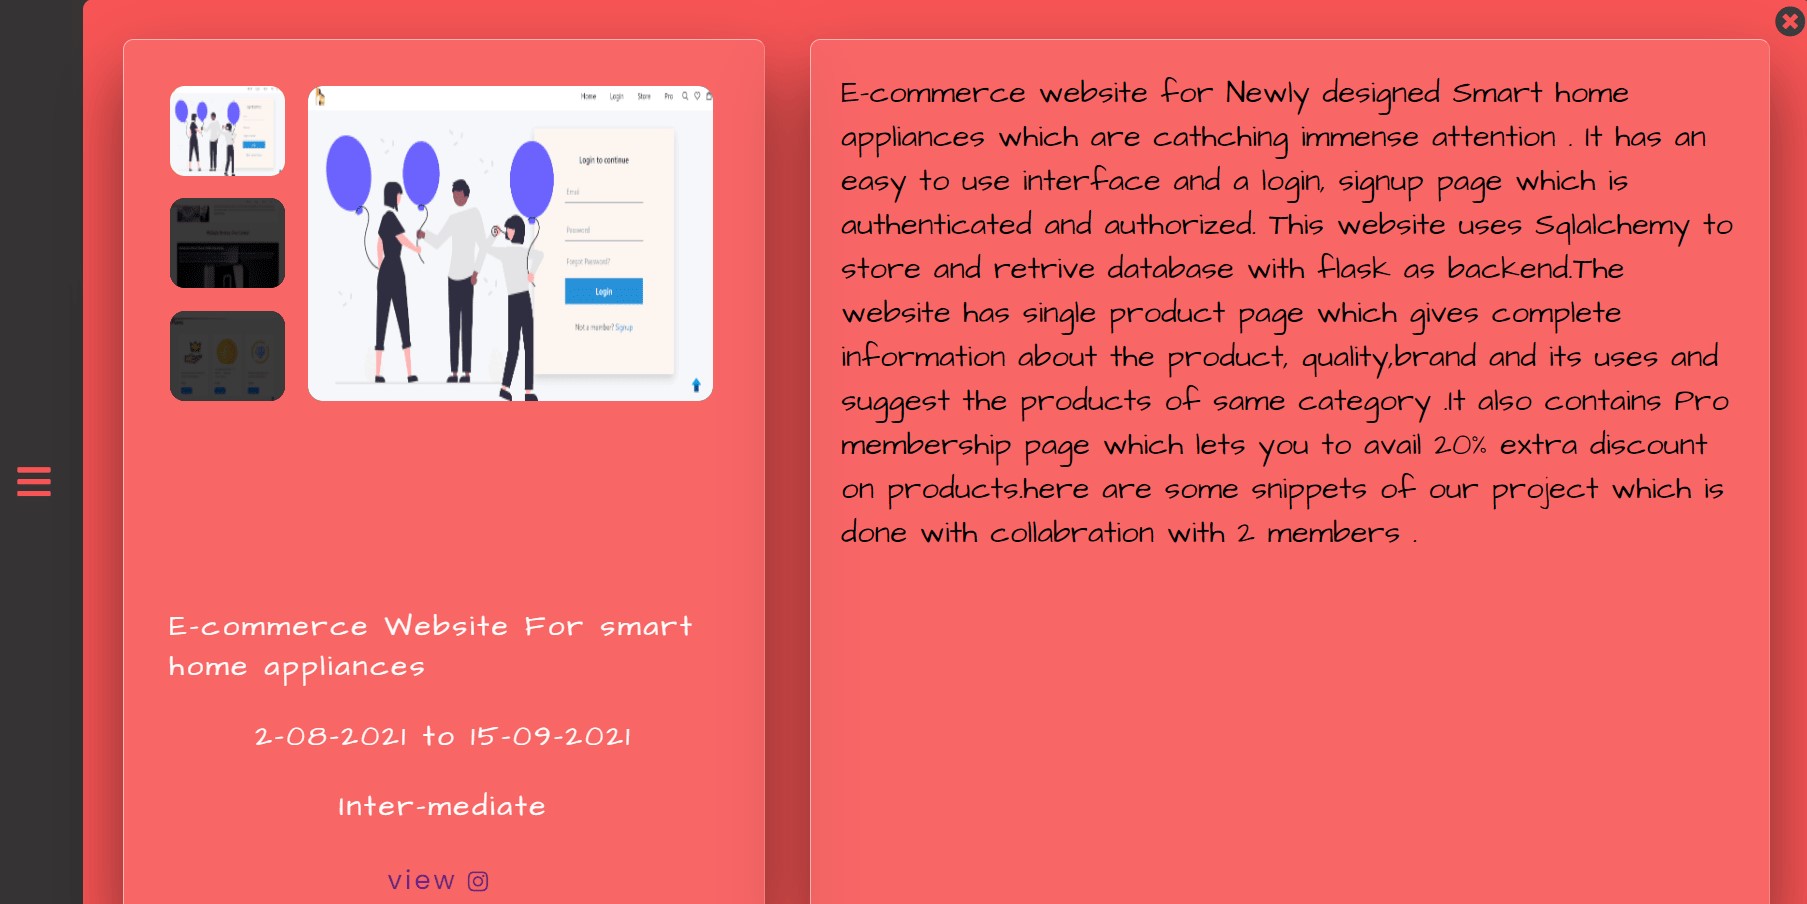 Home Login Store Pro
Login to continue
Email
Password
Forgot Password?
Login
Not a member? Signup
E-commerce Website For smart
home appliances
2-08-2021 to 15-09-2021
Inter-mediate
view
E-commerce website for Newly designed Smart home
appliances which are cathching immense attention . It has an
easy to use interface and a login, signup page which is
authenticated and authorized. This website uses Sqlalchemy to
store and retrive database with flask as backend.The
website has single product page which gives complete
information about the product, quality,brand and its uses and
suggest the products of same category .It also contains Pro
membership page which lets you to avail 20% extra discount
on products.here are some snippets of our project which is
done with collabration with 2 members .